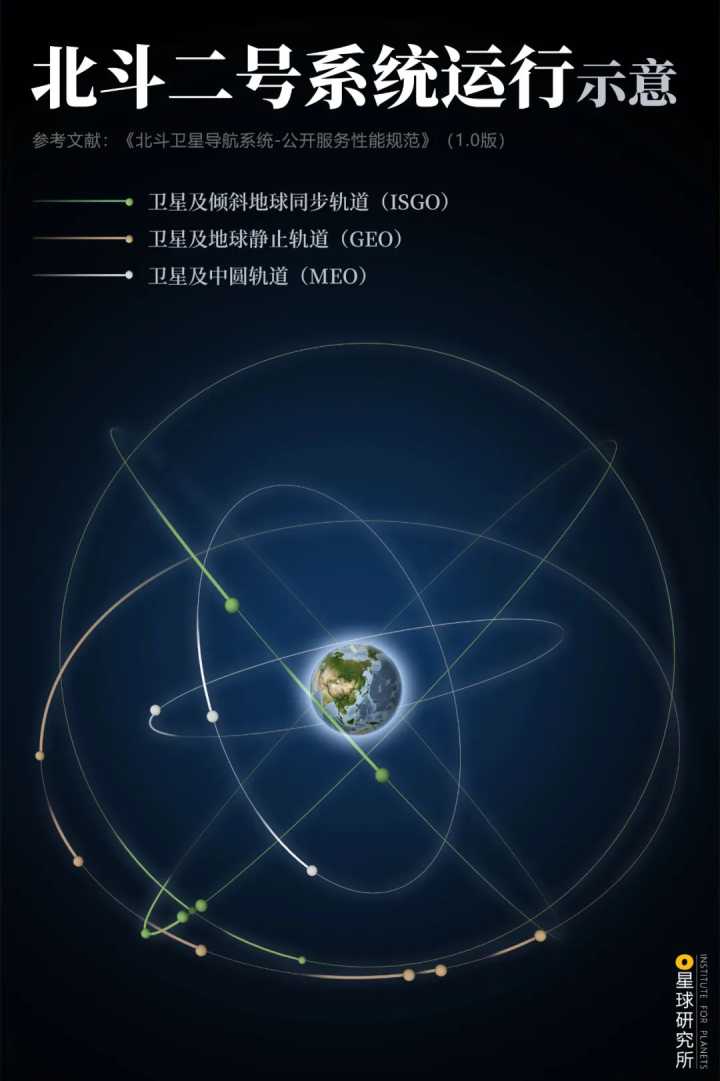 北斗二号系统运行示意
参考文献：《北斗卫星导航系统-公开服务性能规范》（1.0版）
卫星及倾斜地球同步轨道（ISGO）
卫星及地球静止轨道（GEO）
卫星及中圆轨道（MEO）
星球研究所
INSTITUTE FOR PLANETS